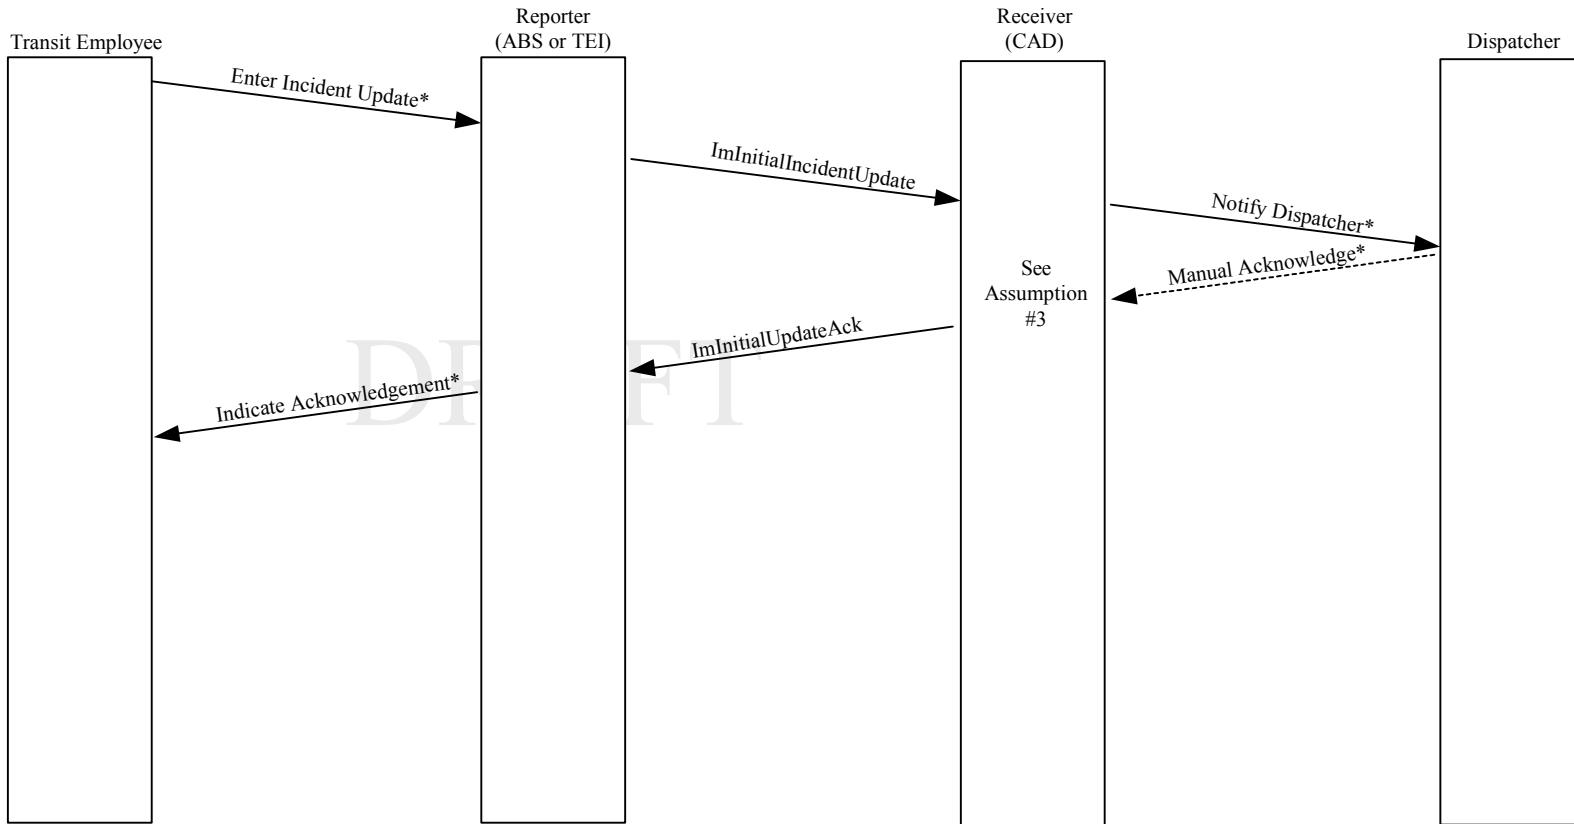 Transit Employee
Reporter
(ABS or TEI)
Receiver
(CAD)
Dispatcher
Enter Incident Update*
ImInitialIncidentUpdate
Notify Dispatcher*
Manual Acknowledge*
See
Assumption
#3
ImInitialUpdateAck
Indicate Acknowledgement*
DRAFT